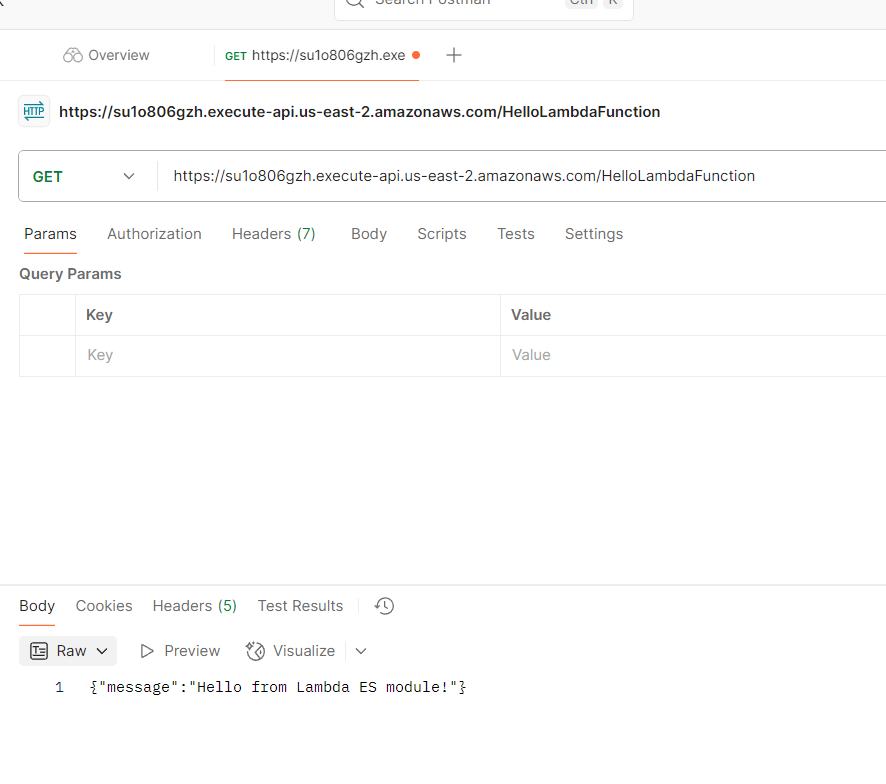 Search Postman Ctrl K
Overview GET https://su1o806gzh.exe
HTTP https://su1o806gzh.execute-api.us-east-2.amazonaws.com/HelloLambdaFunction
GET https://su1o806gzh.execute-api.us-east-2.amazonaws.com/HelloLambdaFunction
Params Authorization Headers (7) Body Scripts Tests Settings
Query Params
Key Value
Key Value
Body Cookies Headers (5) Test Results
Raw Preview Visualize
1 {"message":"Hello from Lambda ES module!"}